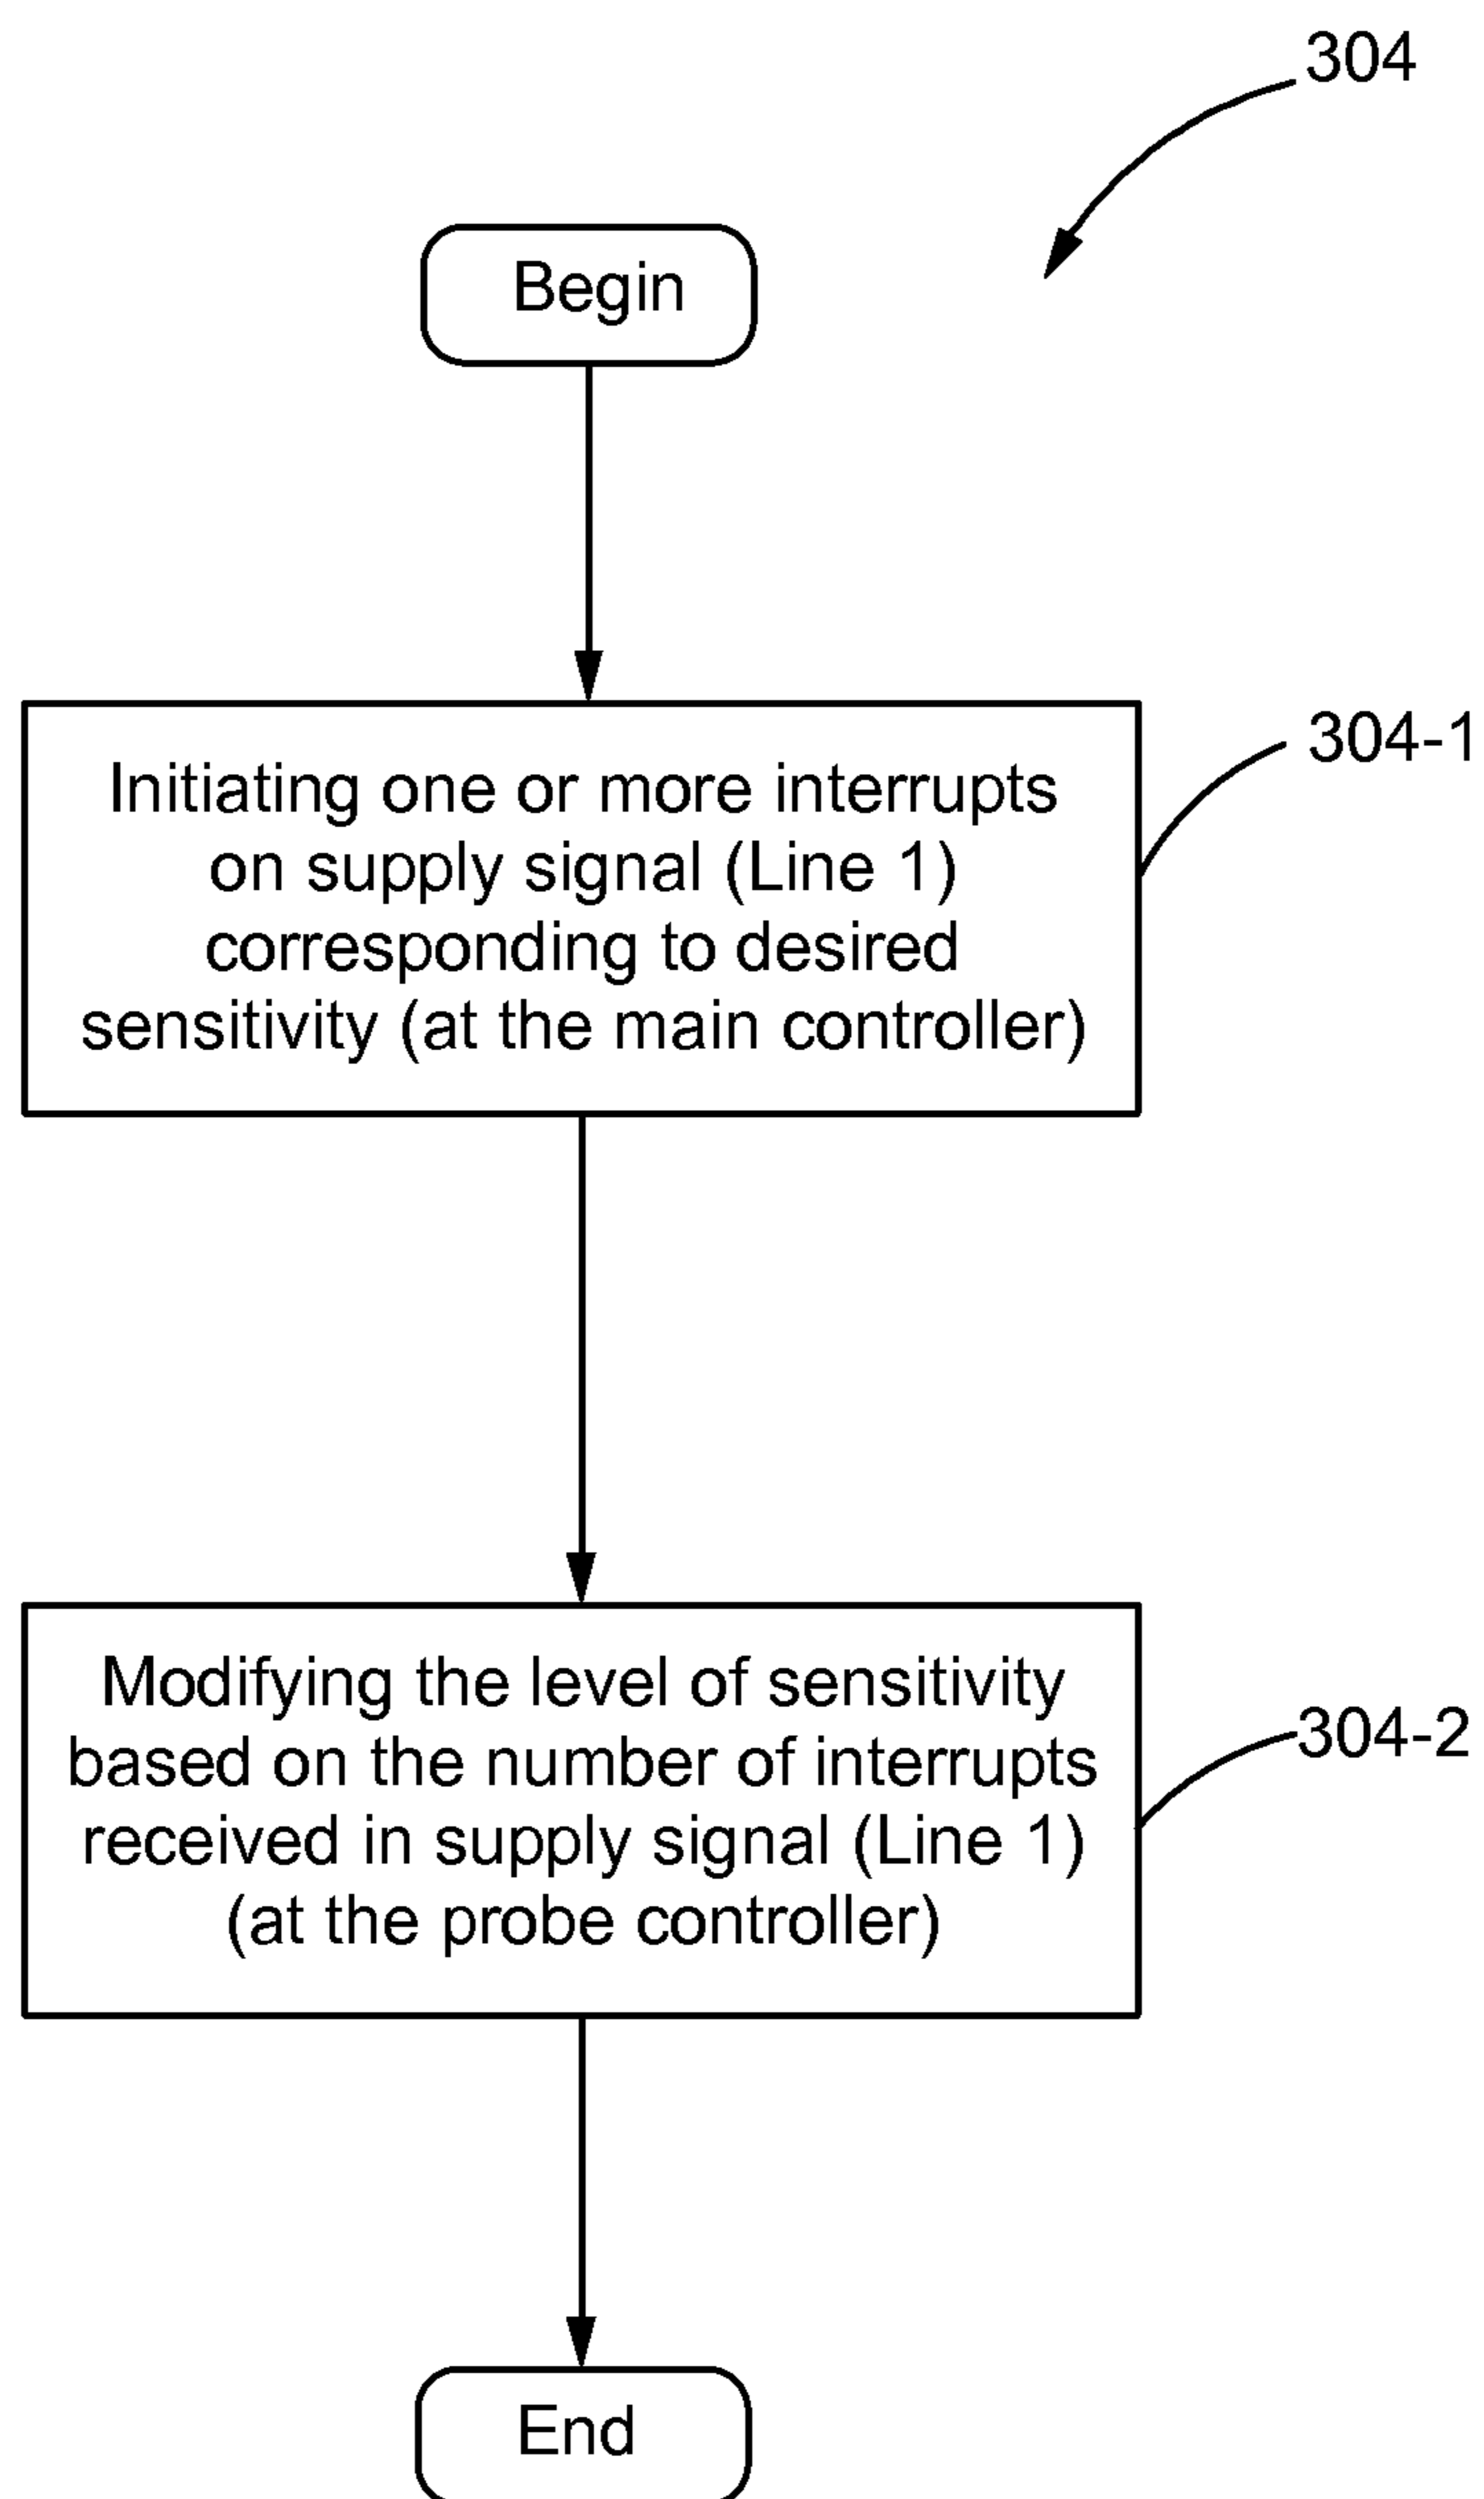 304
Begin
304-1
Initiating one or more interrupts
on supply signal (Line 1)
corresponding to desired
sensitivity (at the main controller)
304-2
Modifying the level of sensitivity
based on the number of interrupts
received in supply signal (Line 1)
(at the probe controller)
End